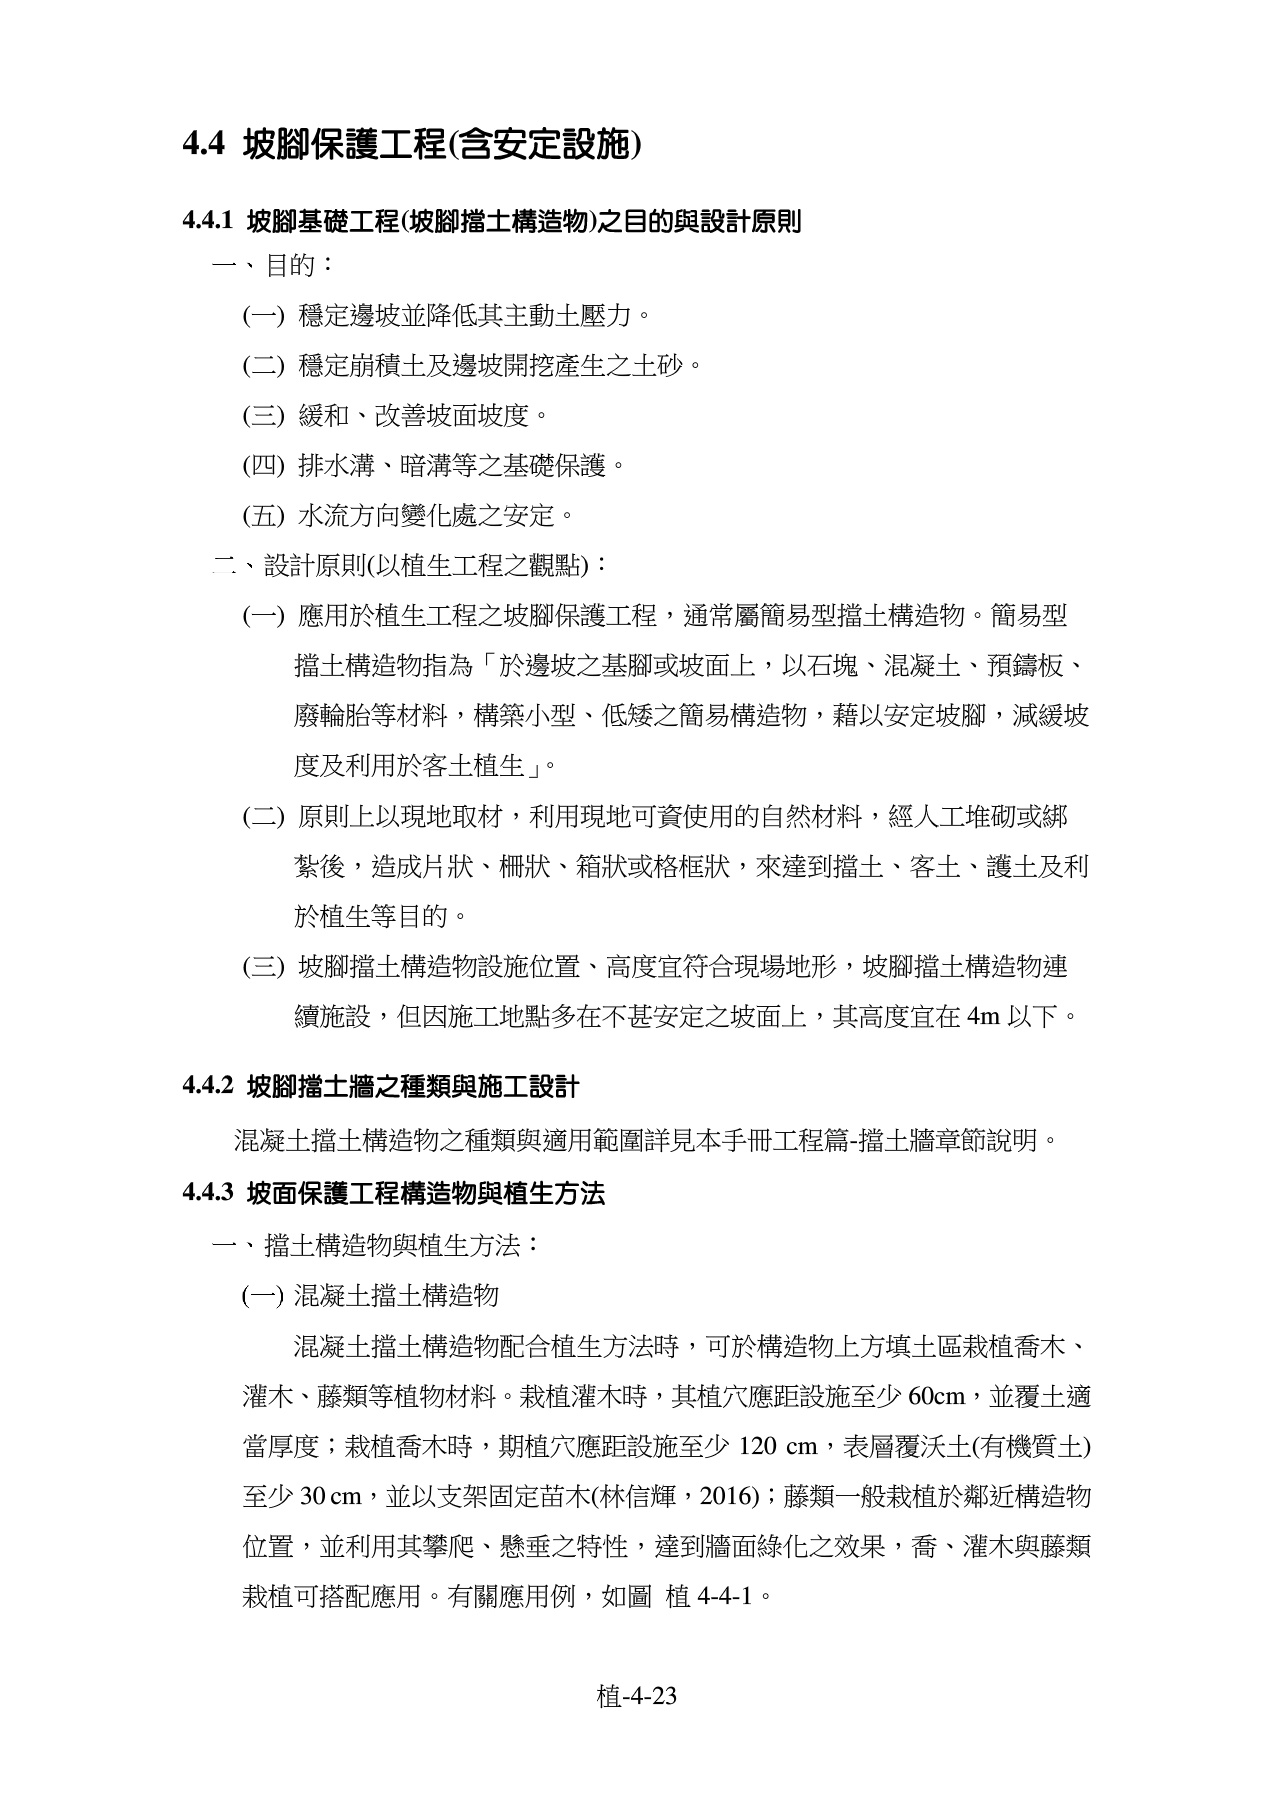 4.4 坡腳保護工程(含安定設施)
4.4.1 坡腳基礎工程(坡腳擋土構造物)之目的與設計原則
一、目的：
(一) 穩定邊坡並降低其主動土壓力。
(二) 穩定崩積土及邊坡開挖產生之土砂。
(三) 緩和、改善坡面坡度。
(四) 排水溝、暗溝等之基礎保護。
(五) 水流方向變化處之安定。
二、設計原則(以植生工程之觀點)：
(一) 應用於植生工程之坡腳保護工程，通常屬簡易型擋土構造物。簡易型
擋土構造物指為「於邊坡之基腳或坡面上，以石塊、混凝土、預鑄板、
廢輪胎等材料，構築小型、低矮之簡易構造物，藉以安定坡腳，減緩坡
度及利用於客土植生」。
(二) 原則上以現地取材，利用現地可資使用的自然材料，經人工堆砌或綁
紮後，造成片狀、柵狀、箱狀或格框狀，來達到擋土、客土、護土及利
於植生等目的。
(三) 坡腳擋土構造物設施位置、高度宜符合現場地形，坡腳擋土構造物連
續施設，但因施工地點多在不甚安定之坡面上，其高度宜在 4m 以下。
4.4.2 坡腳擋土牆之種類與施工設計
混凝土擋土構造物之種類與適用範圍詳見本手冊工程篇-擋土牆章節說明。
4.4.3 坡面保護工程構造物與植生方法
一、擋土構造物與植生方法：
(一) 混凝土擋土構造物
混凝土擋土構造物配合植生方法時，可於構造物上方填土區栽植喬木、
灌木、藤類等植物材料。栽植灌木時，其植穴應距設施至少 60cm，並覆土適
當厚度；栽植喬木時，期植穴應距設施至少 120 cm，表層覆沃土(有機質土)
至少 30 cm，並以支架固定苗木(林信輝，2016)；藤類一般栽植於鄰近構造物
位置，並利用其攀爬、懸垂之特性，達到牆面綠化之效果，喬、灌木與藤類
栽植可搭配應用。有關應用例，如圖 植 4-4-1。
植-4-23